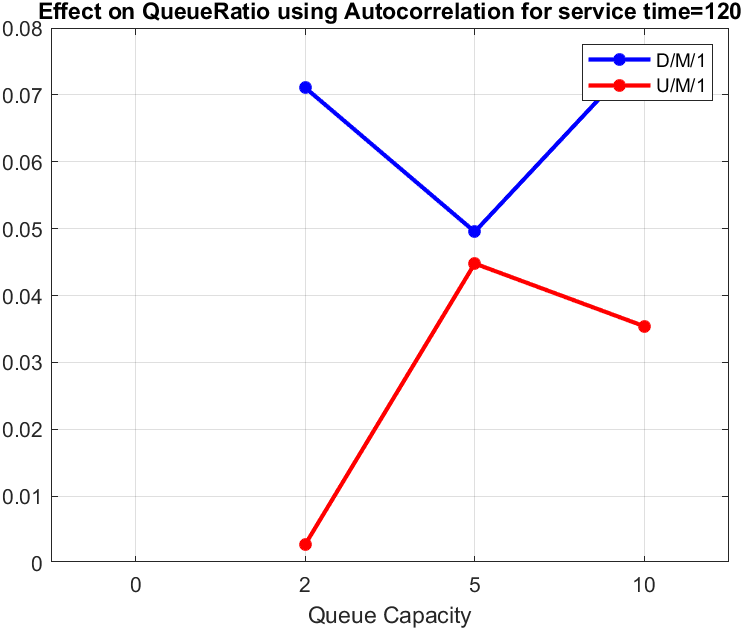 Effect on QueueRatio using Autocorrelation for service time=120
0.08
D/M/1
U/M/1
0.07
0.06
0.05
0.04
0.03
0.02
0.01
0
0 2 5 10
Queue Capacity